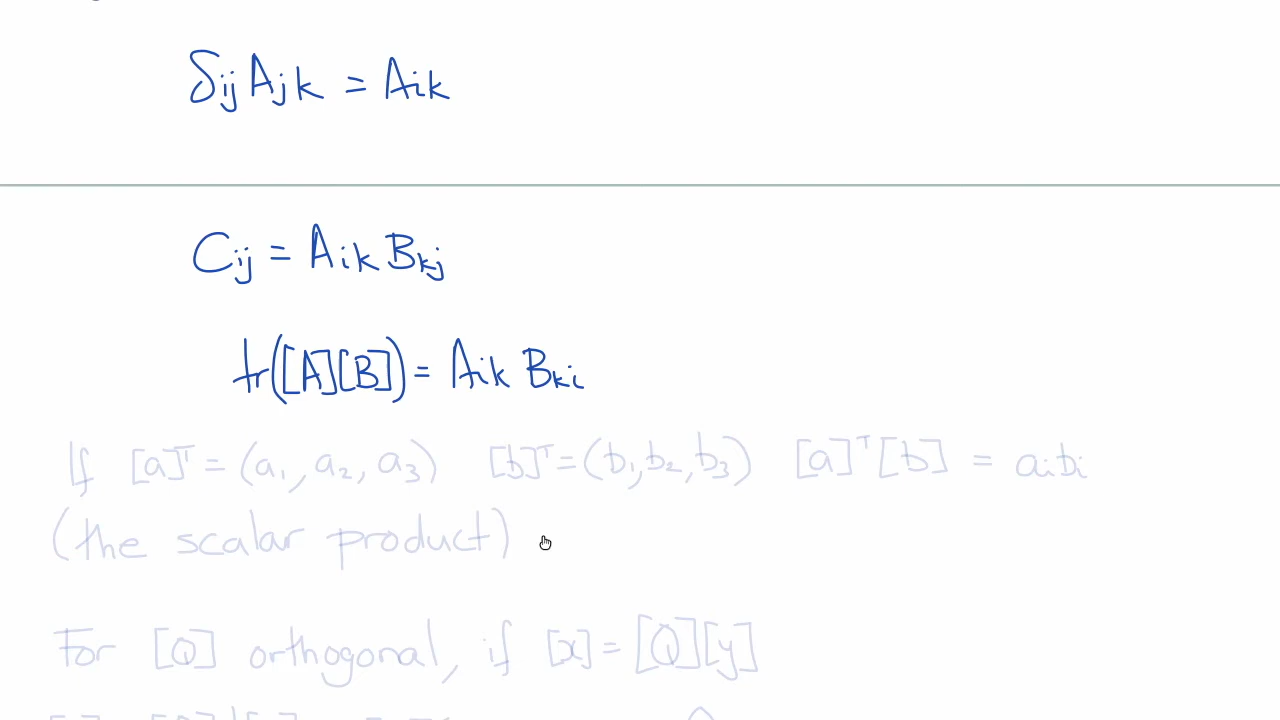 δij Ajk = Aik
Cij = Aik Bkj
tr([A][B]) = Aik Bki
If [a]ᵀ = (a₁, a₂, a₃) [b]ᵀ = (b₁, b₂, b₃) [a]ᵀ[b] = aibi
(the scalar product)
For [Q] orthogonal, if [x] = [Q][y]